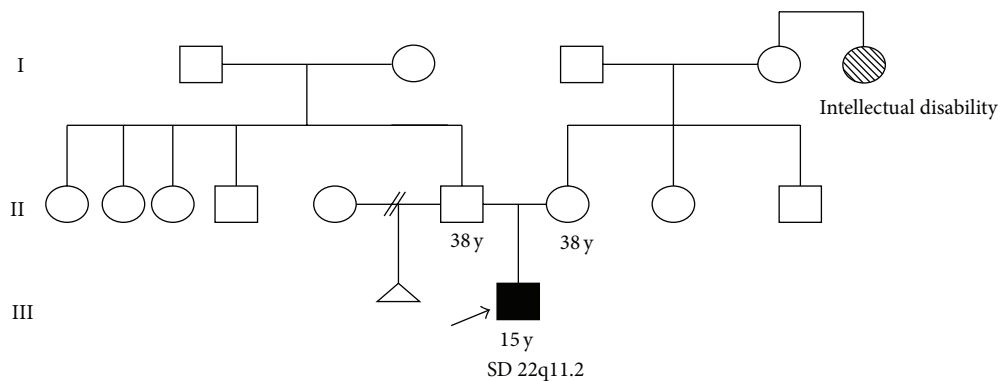 I
Intellectual disability
II
38 y
38 y
III
15 y
SD 22q11.2